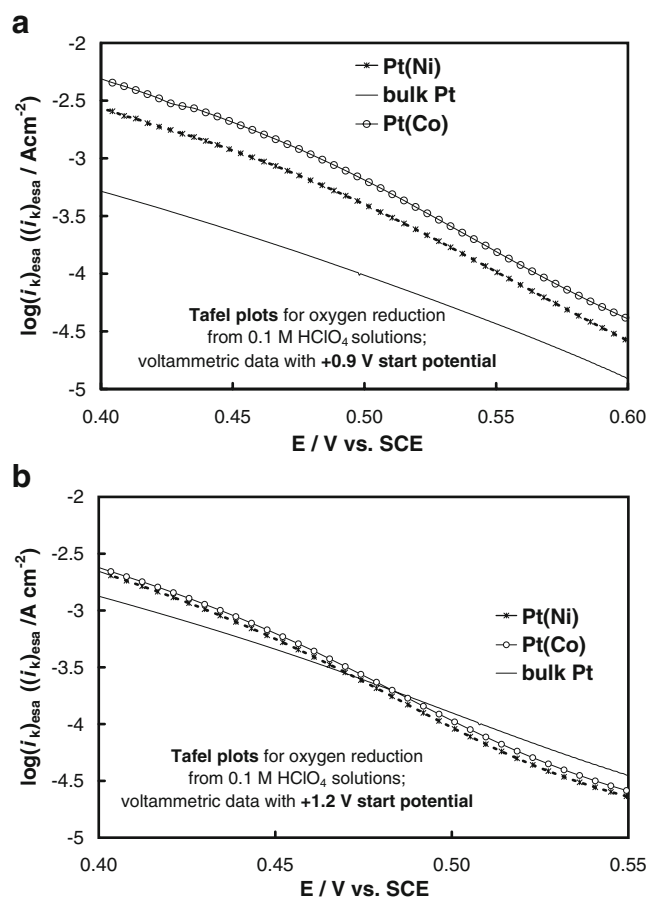 a
-2
-2.5
-3
-3.5
-4
-4.5
-5
log(iₖ)ₑₛₐ ((iₖ)ₑₛₐ / Acm⁻²)
Pt(Ni)
bulk Pt
Pt(Co)
Tafel plots for oxygen reduction
from 0.1 M HClO₄ solutions;
voltammetric data with +0.9 V start potential
0.40 0.45 0.50 0.55 0.60
E / V vs. SCE
b
-2
-2.5
-3
-3.5
-4
-4.5
-5
log(iₖ)ₑₛₐ ((iₖ)ₑₛₐ /A cm⁻²)
Pt(Ni)
Pt(Co)
bulk Pt
Tafel plots for oxygen reduction
from 0.1 M HClO₄ solutions;
voltammetric data with +1.2 V start potential
0.40 0.45 0.50 0.55
E / V vs. SCE